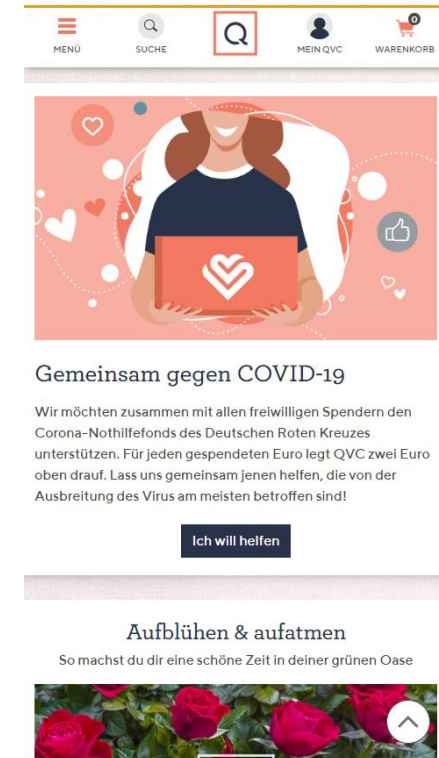 0
MENÜ SUCHE Q MEIN QVC WARENKORB
Gemeinsam gegen COVID-19
Wir möchten zusammen mit allen freiwilligen Spendern den
Corona-Nothilfefonds des Deutschen Roten Kreuzes
unterstützen. Für jeden gespendeten Euro legt QVC zwei Euro
oben drauf. Lass uns gemeinsam jenen helfen, die von der
Ausbreitung des Virus am meisten betroffen sind!
Ich will helfen
Aufblühen & aufatmen
So machst du dir eine schöne Zeit in deiner grünen Oase